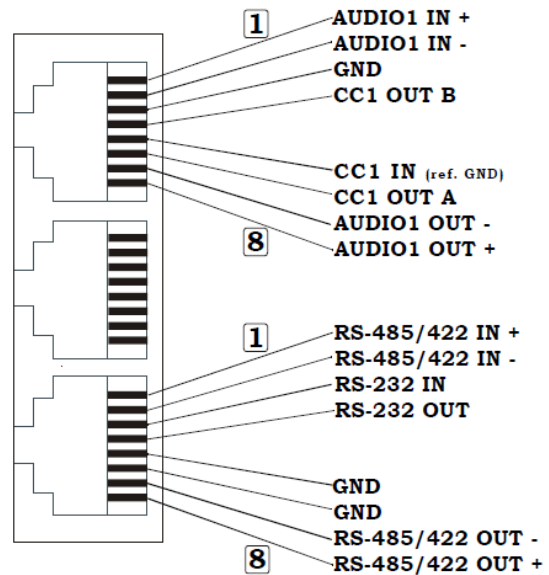 1
AUDIO1 IN +
AUDIO1 IN -
GND
CC1 OUT B
CC1 IN (ref. GND)
CC1 OUT A
AUDIO1 OUT -
AUDIO1 OUT +
8
1
RS-485/422 IN +
RS-485/422 IN -
RS-232 IN
RS-232 OUT
GND
GND
RS-485/422 OUT -
RS-485/422 OUT +
8